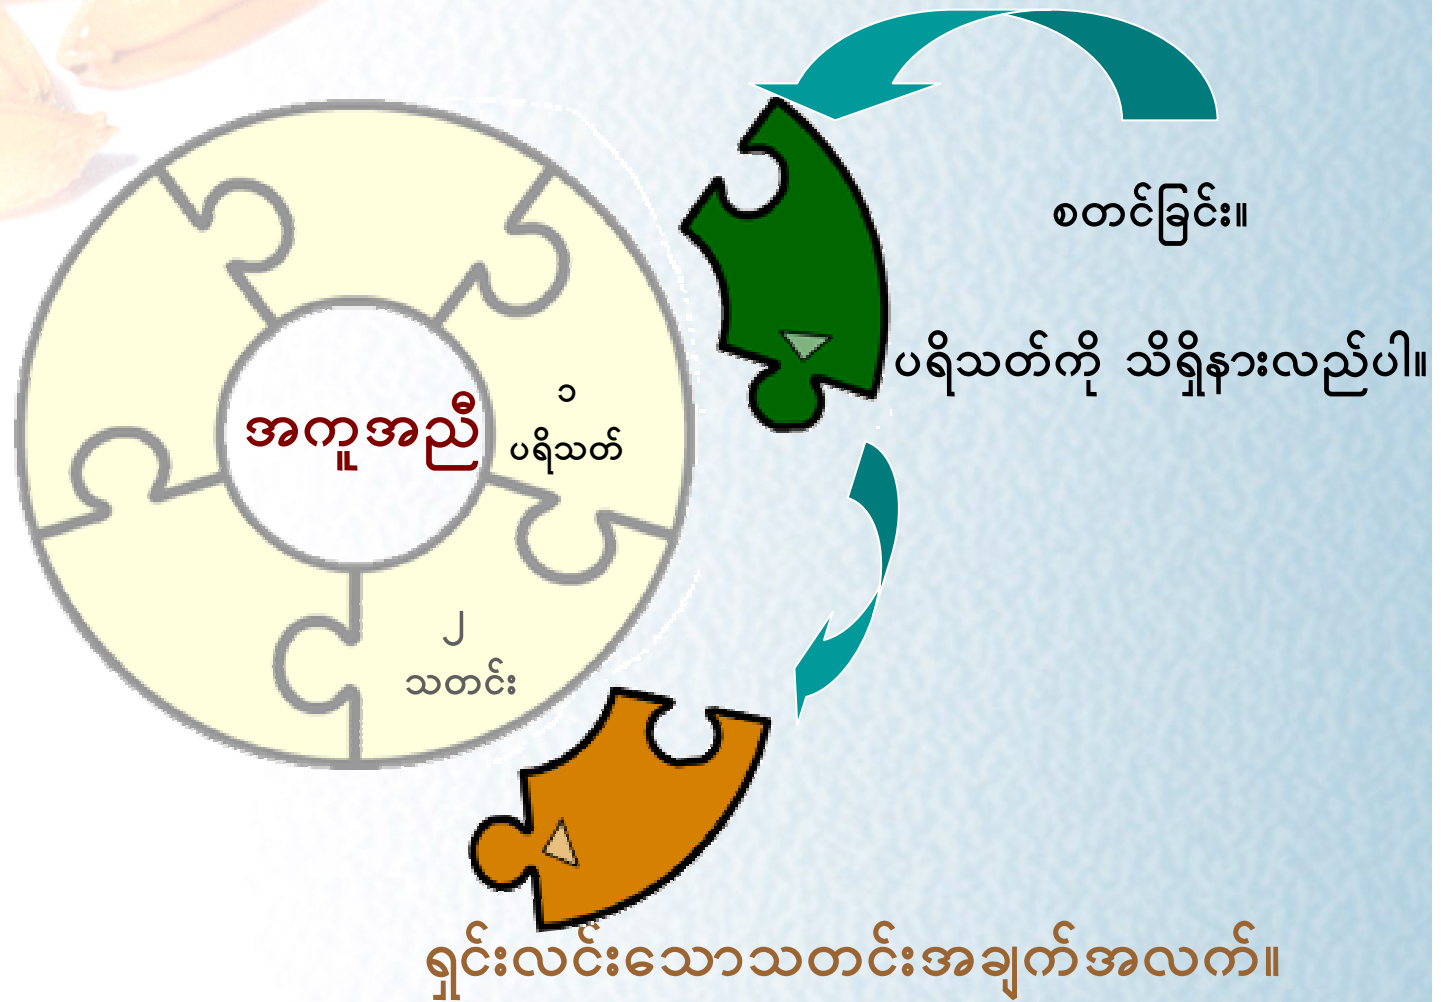 စတင်ခြင်း။
ပရိသတ်ကို သိရှိနားလည်ပါ။
အကူအညီ
၁
ပရိသတ်
၂
သတင်း
ရှင်းလင်းသောသတင်းအချက်အလက်။